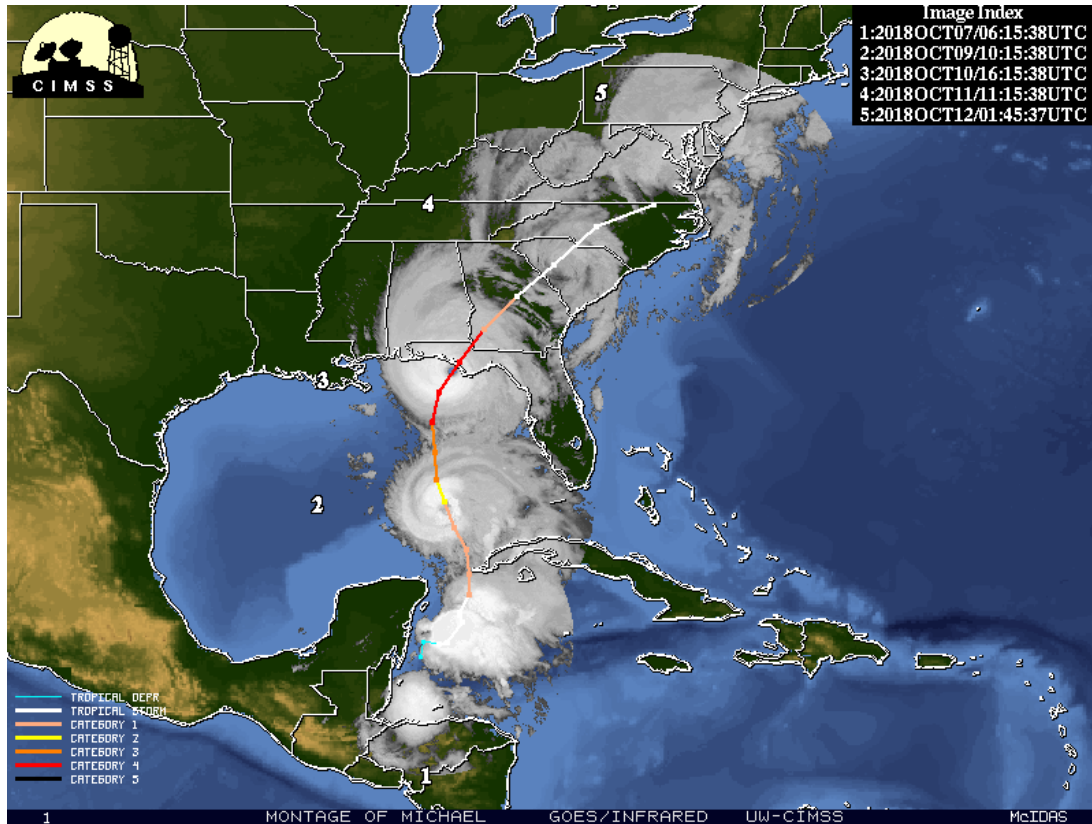 CIMSS
Image Index
1:2018OCT07/06:15:38UTC
2:2018OCT09/10:15:38UTC
3:2018OCT10/16:15:38UTC
4:2018OCT11/11:15:38UTC
5:2018OCT12/01:45:37UTC
5
4
3
2
1
TROPICAL DEPR
TROPICAL STORM
CATEGORY 1
CATEGORY 2
CATEGORY 3
CATEGORY 4
CATEGORY 5
1 MONTAGE OF MICHAEL GOES/INFRARED UW-CIMSS McIDAS